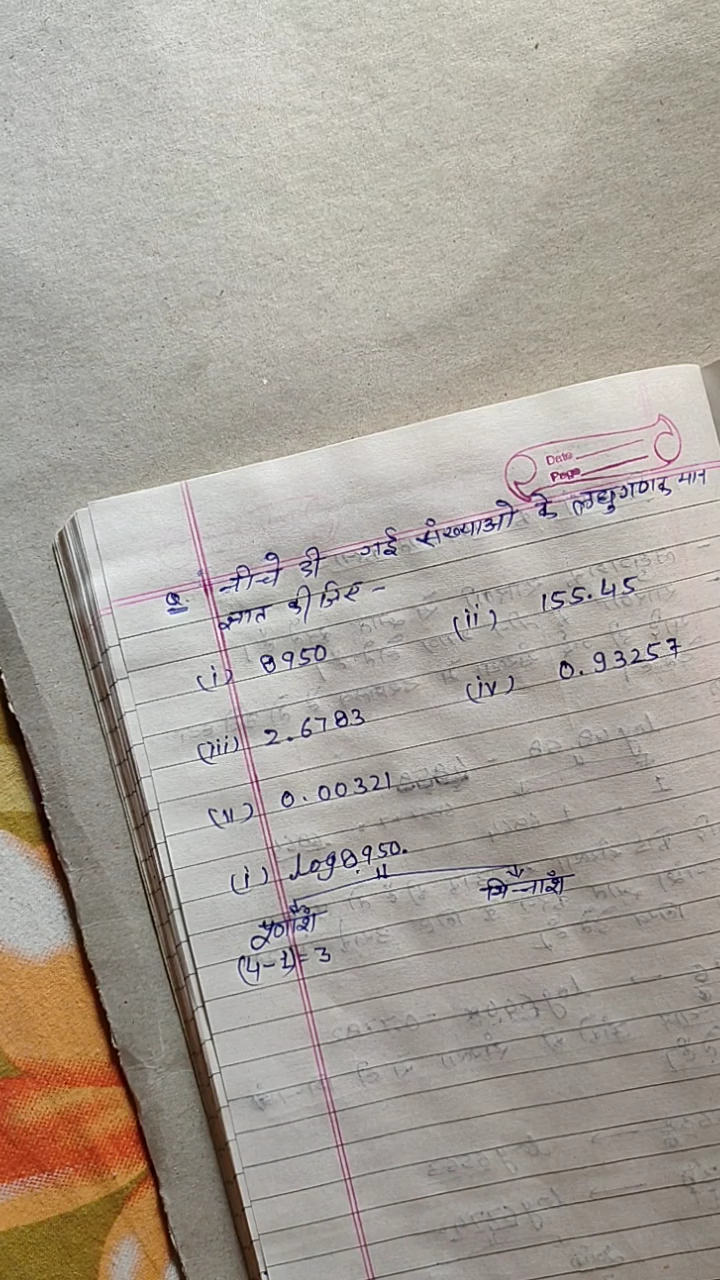 Date
Page
Q. नीचे दी गई संख्याओ के लघुगणक मान
ज्ञात कीजिए -
(i) 8950 (ii) 155.45
(iii) 2.6783 (iv) 0.93257
(v) 0.00321
(i) log 8950.
पूर्णांश
(4-1)=3